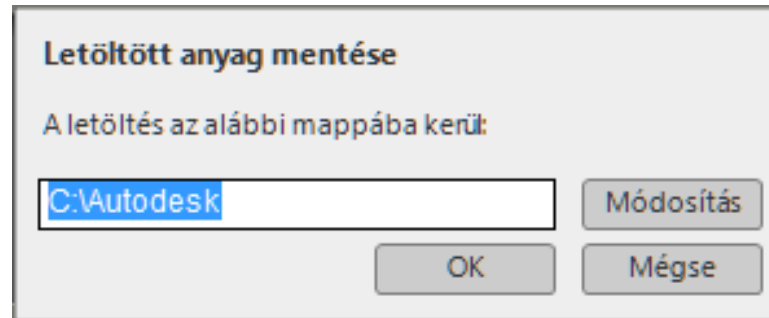 Letöltött anyag mentése
A letöltés az alábbi mappába kerül:
C:\Autodesk
Módosítás
OK
Mégse